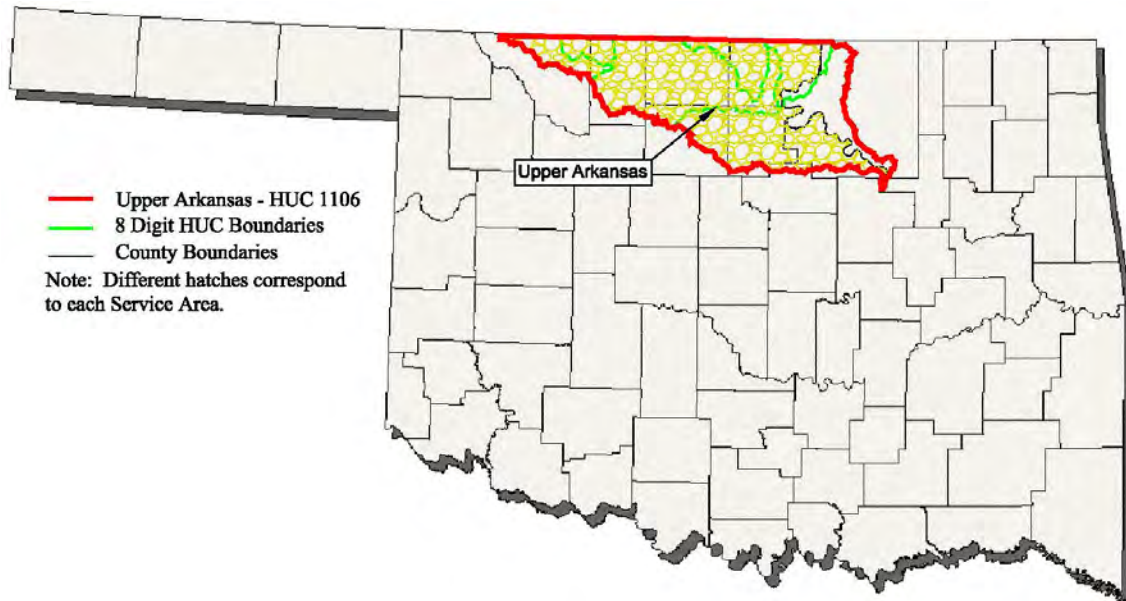 Upper Arkansas
Upper Arkansas - HUC 1106
8 Digit HUC Boundaries
County Boundaries
Note:  Different hatches correspond
to each Service Area.